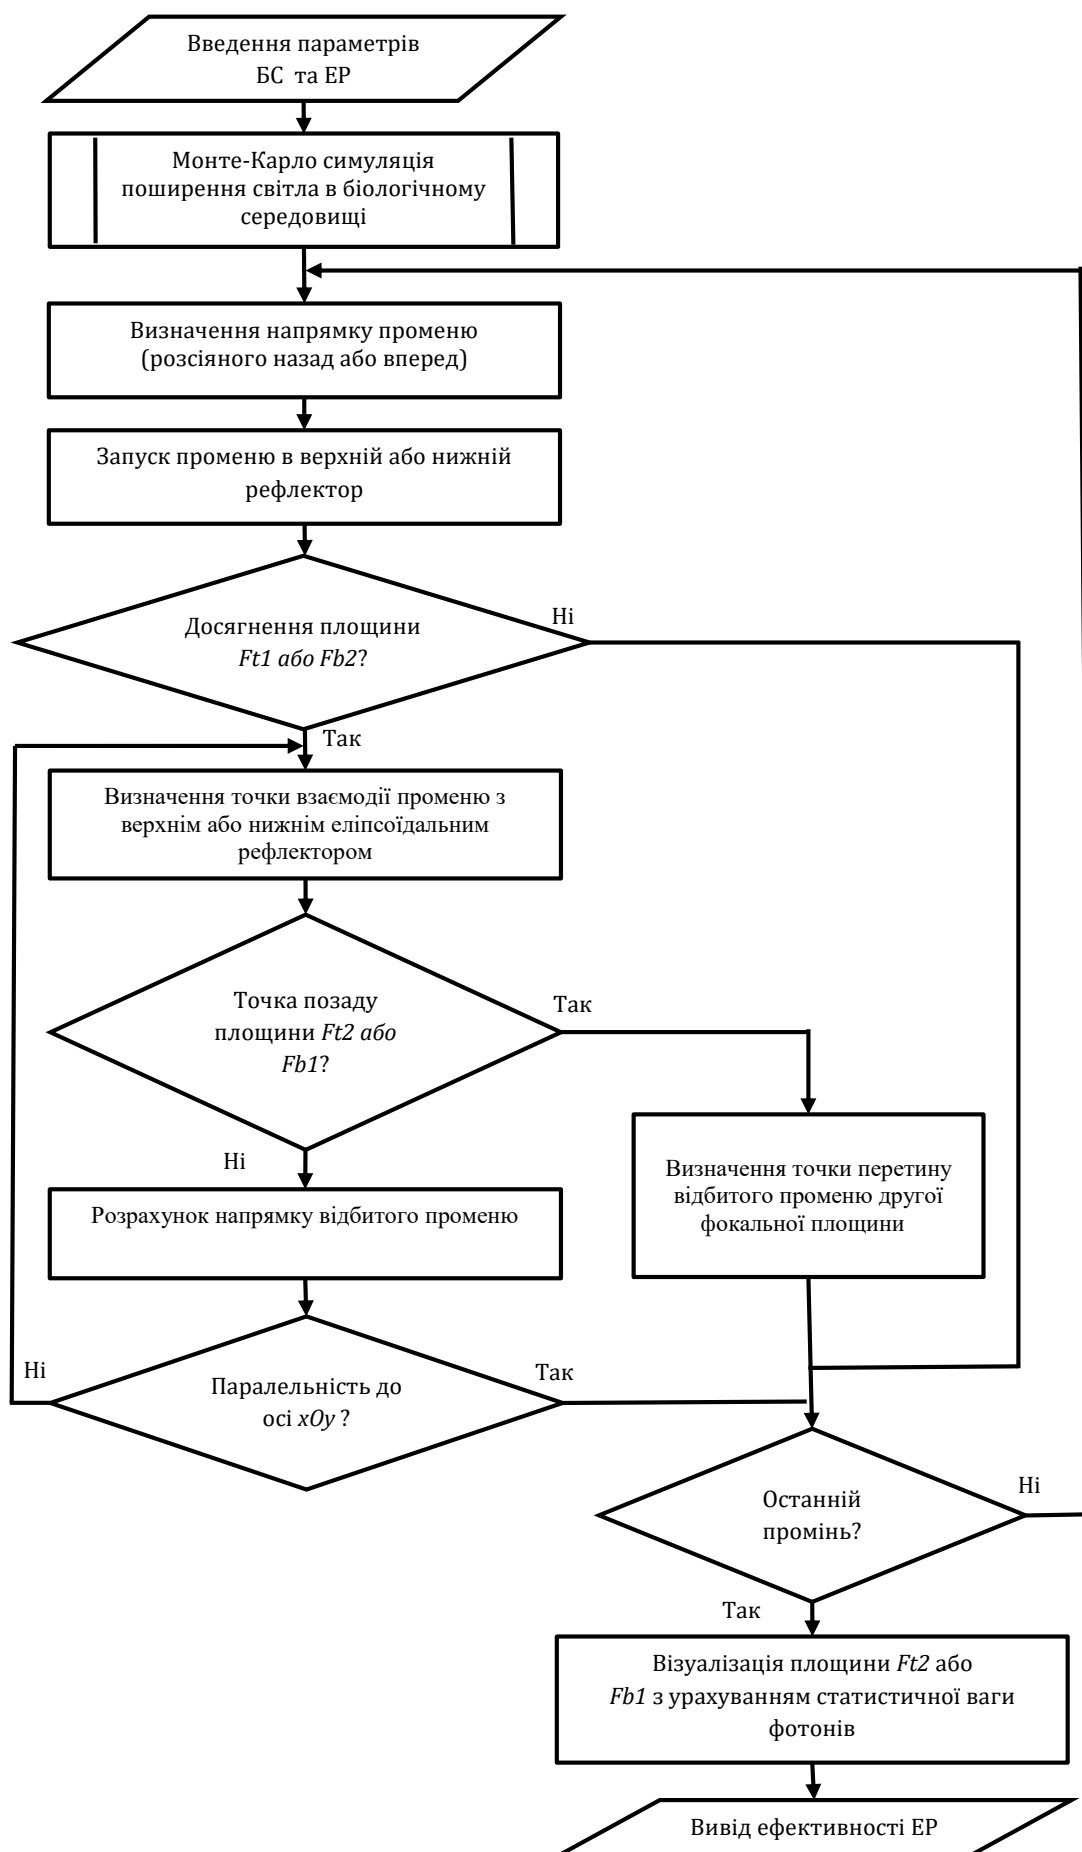 Введення параметрів
БС та ЕР
Монте-Карло симуляція
поширення світла в біологічному
середовищі
Визначення напрямку променю
(розсіяного назад або вперед)
Запуск променю в верхній або нижній
рефлектор
Досягнення площини
Ft1 або Fb2?
Ні
Так
Визначення точки взаємодії променю з
верхнім або нижнім еліпсоїдальним
рефлектором
Точка позаду
площини Ft2 або
Fb1?
Так
Ні
Визначення точки перетину
відбитого променю другої
фокальної площини
Розрахунок напрямку відбитого променю
Ні
Паралельність до
осі xOy ?
Так
Останній
промінь?
Ні
Так
Візуалізація площини Ft2 або
Fb1 з урахуванням статистичної ваги
фотонів
Вивід ефективності ЕР